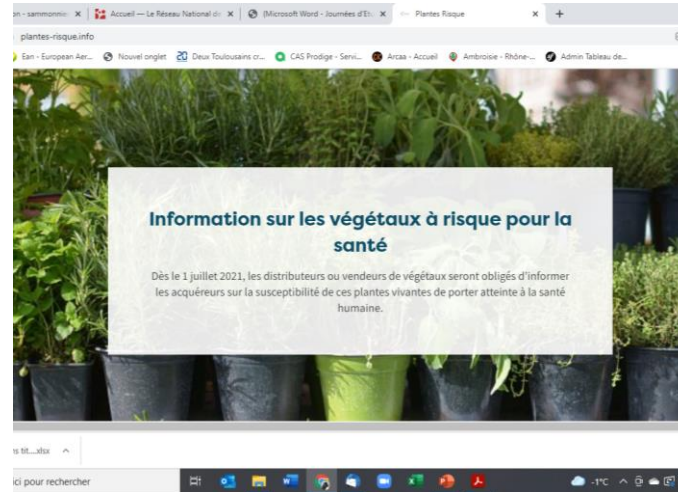 on - sammonnie
Accueil — Le Réseau National de
(Microsoft Word - Journées d'Etu
Plantes Risque
plantes-risque.info
Ean - European Aer...
Nouvel onglet
Deux Toulousains cr...
CAS Prodige - Servi...
Arcaa - Accueil
Ambroisie - Rhône-...
Admin Tableau de...
Information sur les végétaux à risque pour la
santé
Dès le 1 juillet 2021, les distributeurs ou vendeurs de végétaux seront obligés d'informer
les acquéreurs sur la susceptibilité de ces plantes vivantes de porter atteinte à la santé
humaine.
ns tit....xlsx
ici pour rechercher
-1°C